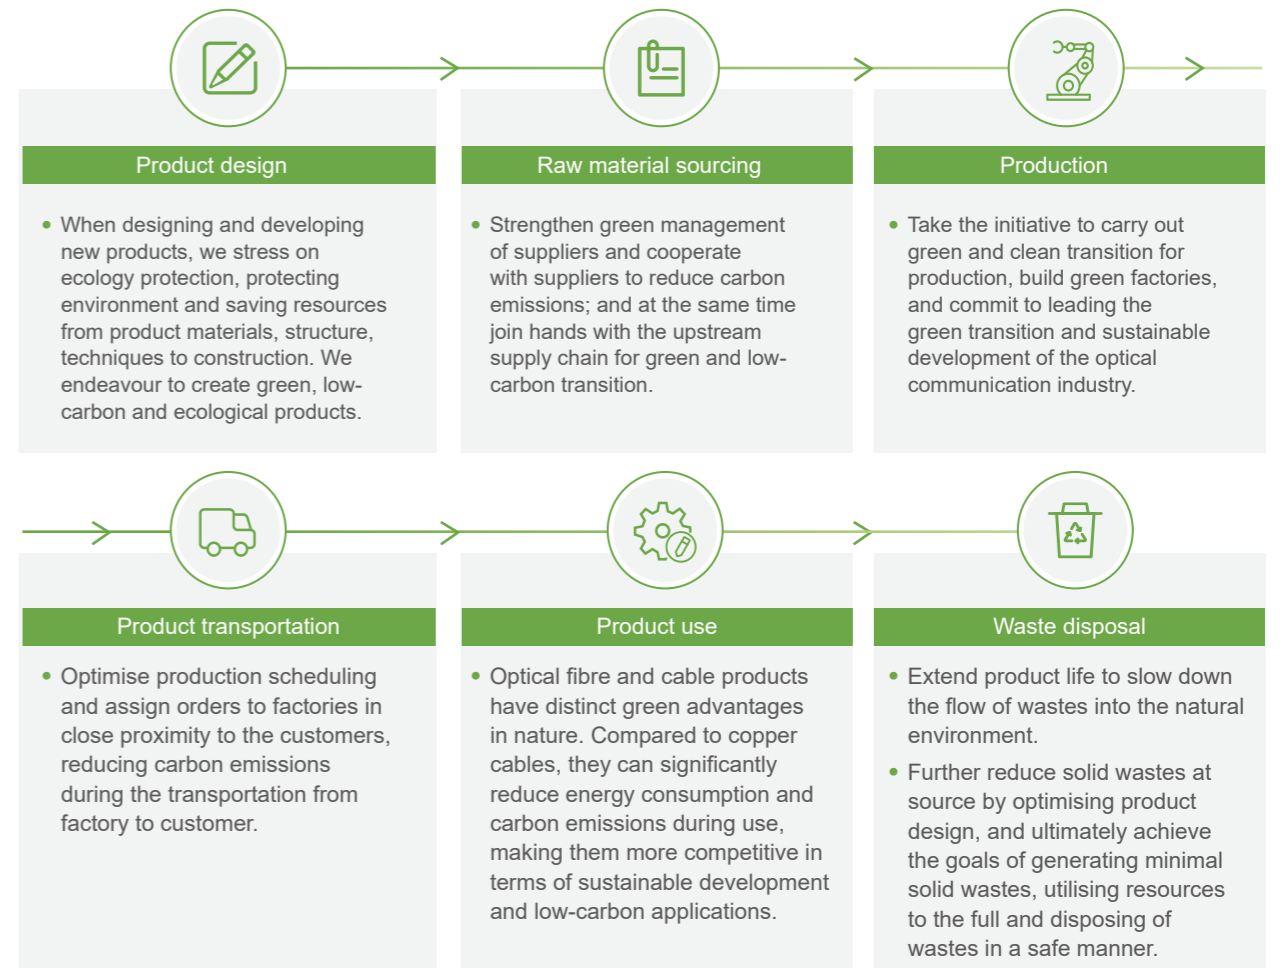 Product design
When designing and developing
new products, we stress on
ecology protection, protecting
environment and saving resources
from product materials, structure,
techniques to construction. We
endeavour to create green, low-
carbon and ecological products.
Raw material sourcing
Strengthen green management
of suppliers and cooperate
with suppliers to reduce carbon
emissions; and at the same time
join hands with the upstream
supply chain for green and low-
carbon transition.
Production
Take the initiative to carry out
green and clean transition for
production, build green factories,
and commit to leading the
green transition and sustainable
development of the optical
communication industry.
Product transportation
Optimise production scheduling
and assign orders to factories in
close proximity to the customers,
reducing carbon emissions
during the transportation from
factory to customer.
Product use
Optical fibre and cable products
have distinct green advantages
in nature. Compared to copper
cables, they can significantly
reduce energy consumption and
carbon emissions during use,
making them more competitive in
terms of sustainable development
and low-carbon applications.
Waste disposal
Extend product life to slow down
the flow of wastes into the natural
environment.
Further reduce solid wastes at
source by optimising product
design, and ultimately achieve
the goals of generating minimal
solid wastes, utilising resources
to the full and disposing of
wastes in a safe manner.